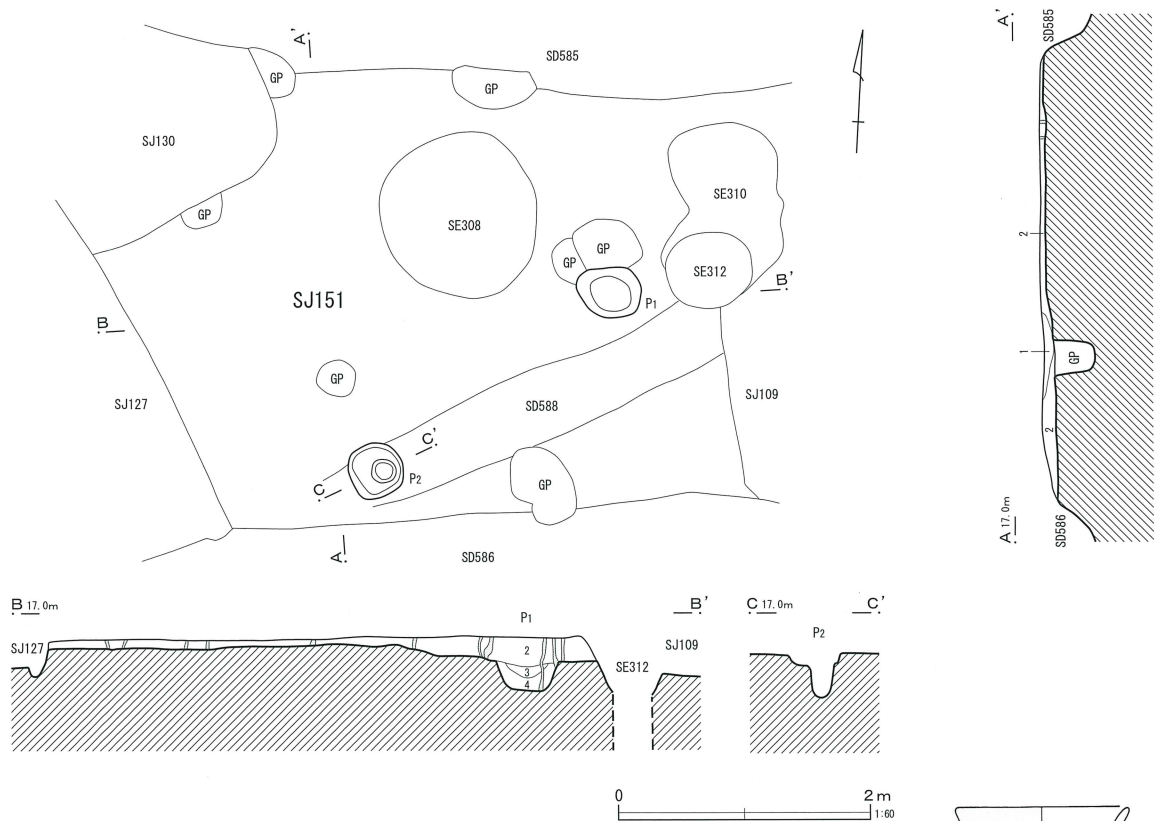 A'
SD585
GP
GP
SJ130
GP
SE308
SE310
GP
GP
SE312
B'
P1
SJ151
B
GP
SJ127
SD588
SJ109
C'
C
P2
GP
A
SD586
A'
SD585
2
1
GP
2
A 17.0m
SD586
B 17.0m
P1
B'
SJ127
2
3
4
SE312
SJ109
C 17.0m
C'
P2
0
2m
1:60